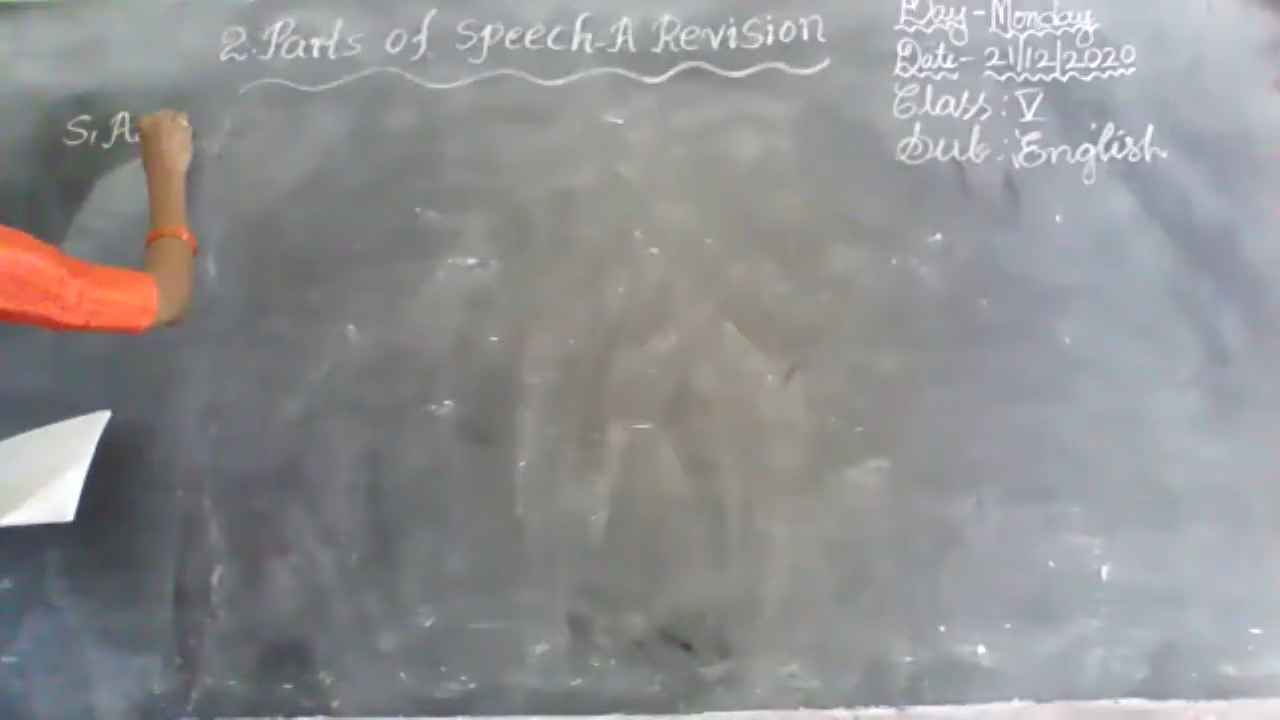 2. Parts of Speech-A Revision
Day - Monday
Date - 21/12/2020
Class : V
Sub : English
S, A